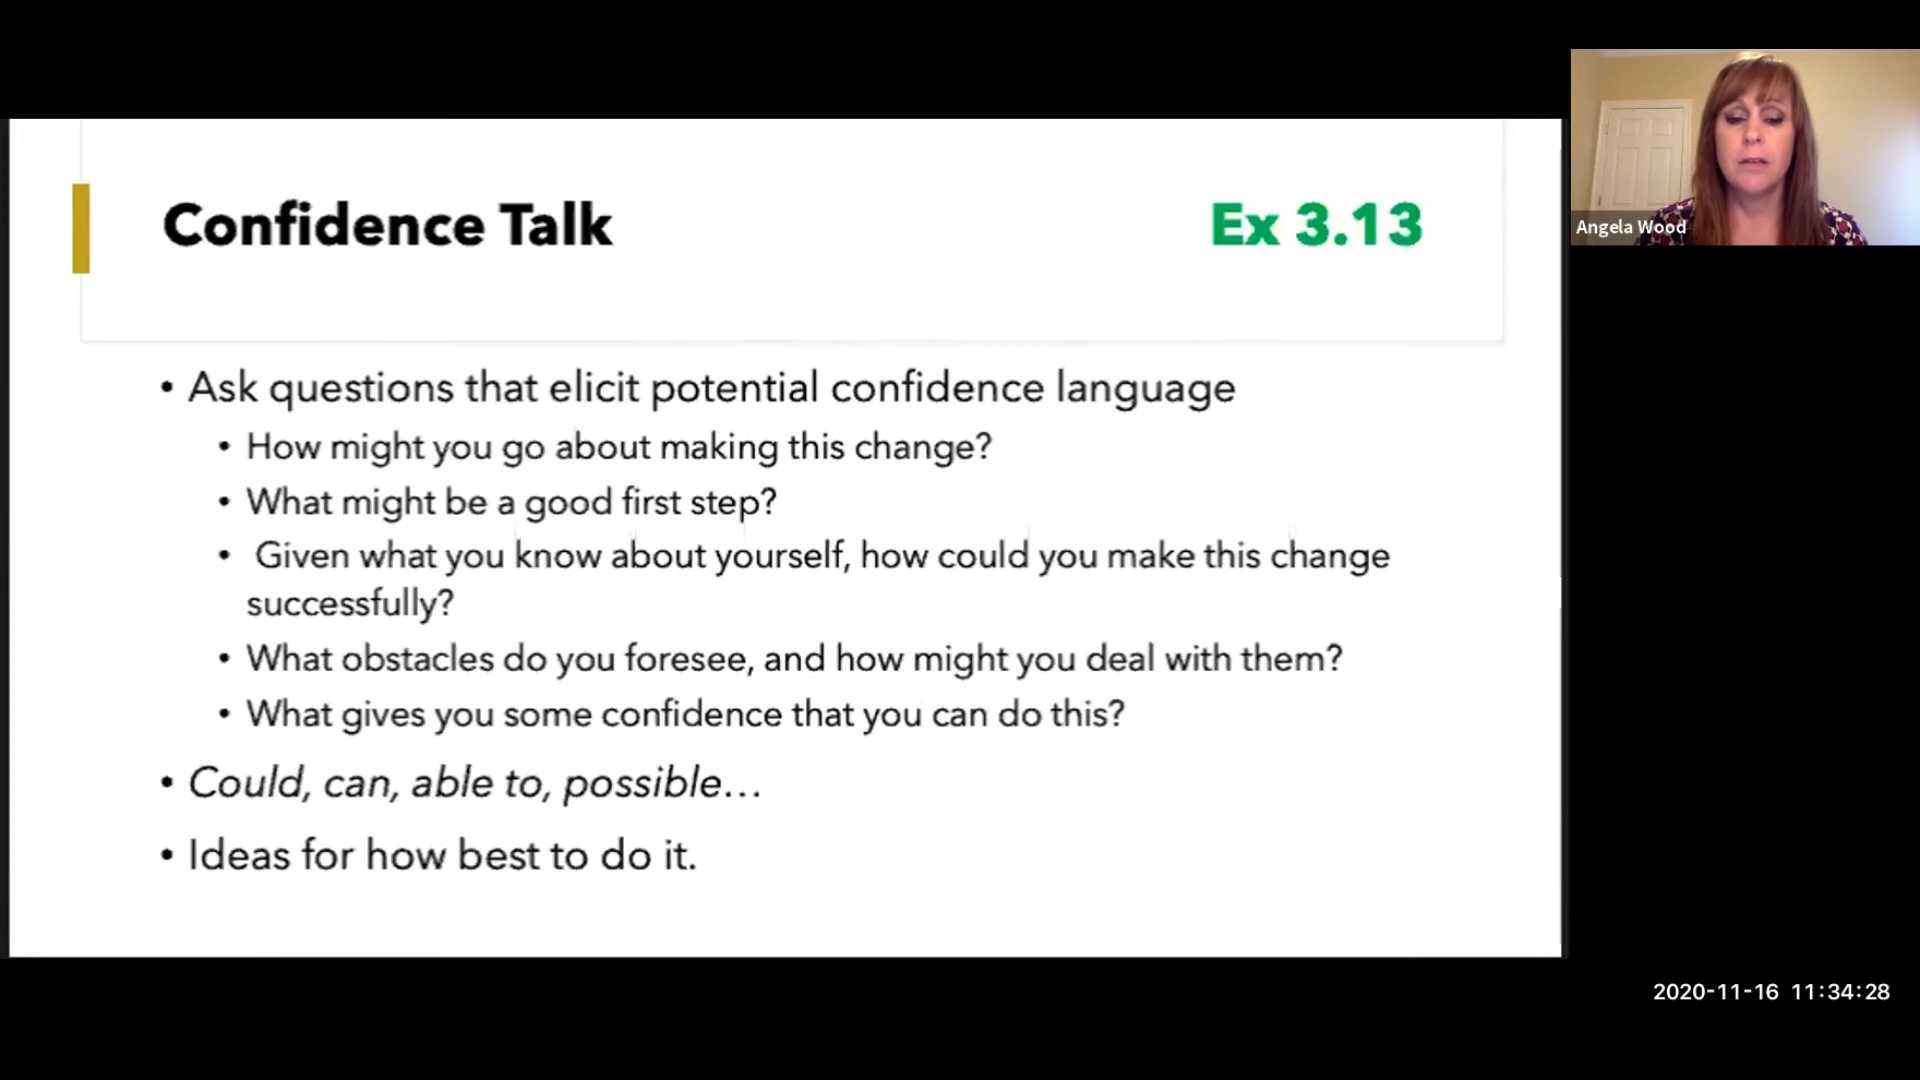 Confidence Talk
Ex 3.13
• Ask questions that elicit potential confidence language
• How might you go about making this change?
• What might be a good first step?
• Given what you know about yourself, how could you make this change
successfully?
• What obstacles do you foresee, and how might you deal with them?
• What gives you some confidence that you can do this?
• Could, can, able to, possible…
• Ideas for how best to do it.
Angela Wood
2020-11-16 11:34:28